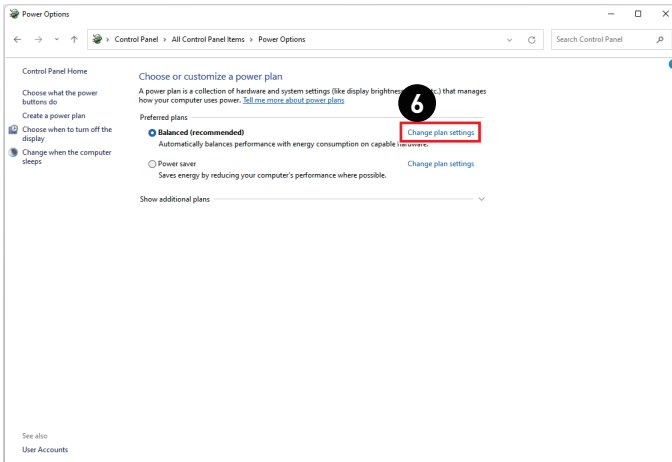 Power Options
Control Panel > All Control Panel Items > Power Options
Search Control Panel
Control Panel Home
Choose what the power
buttons do
Create a power plan
Choose when to turn off the
display
Change when the computer
sleeps
Choose or customize a power plan
A power plan is a collection of hardware and system settings (like display brightness, etc.) that manages
how your computer uses power. Tell me more about power plans
6
Preferred plans
Balanced (recommended)
Change plan settings
Automatically balances performance with energy consumption on capable hardware.
Power saver
Change plan settings
Saves energy by reducing your computer's performance where possible.
Show additional plans
See also
User Accounts